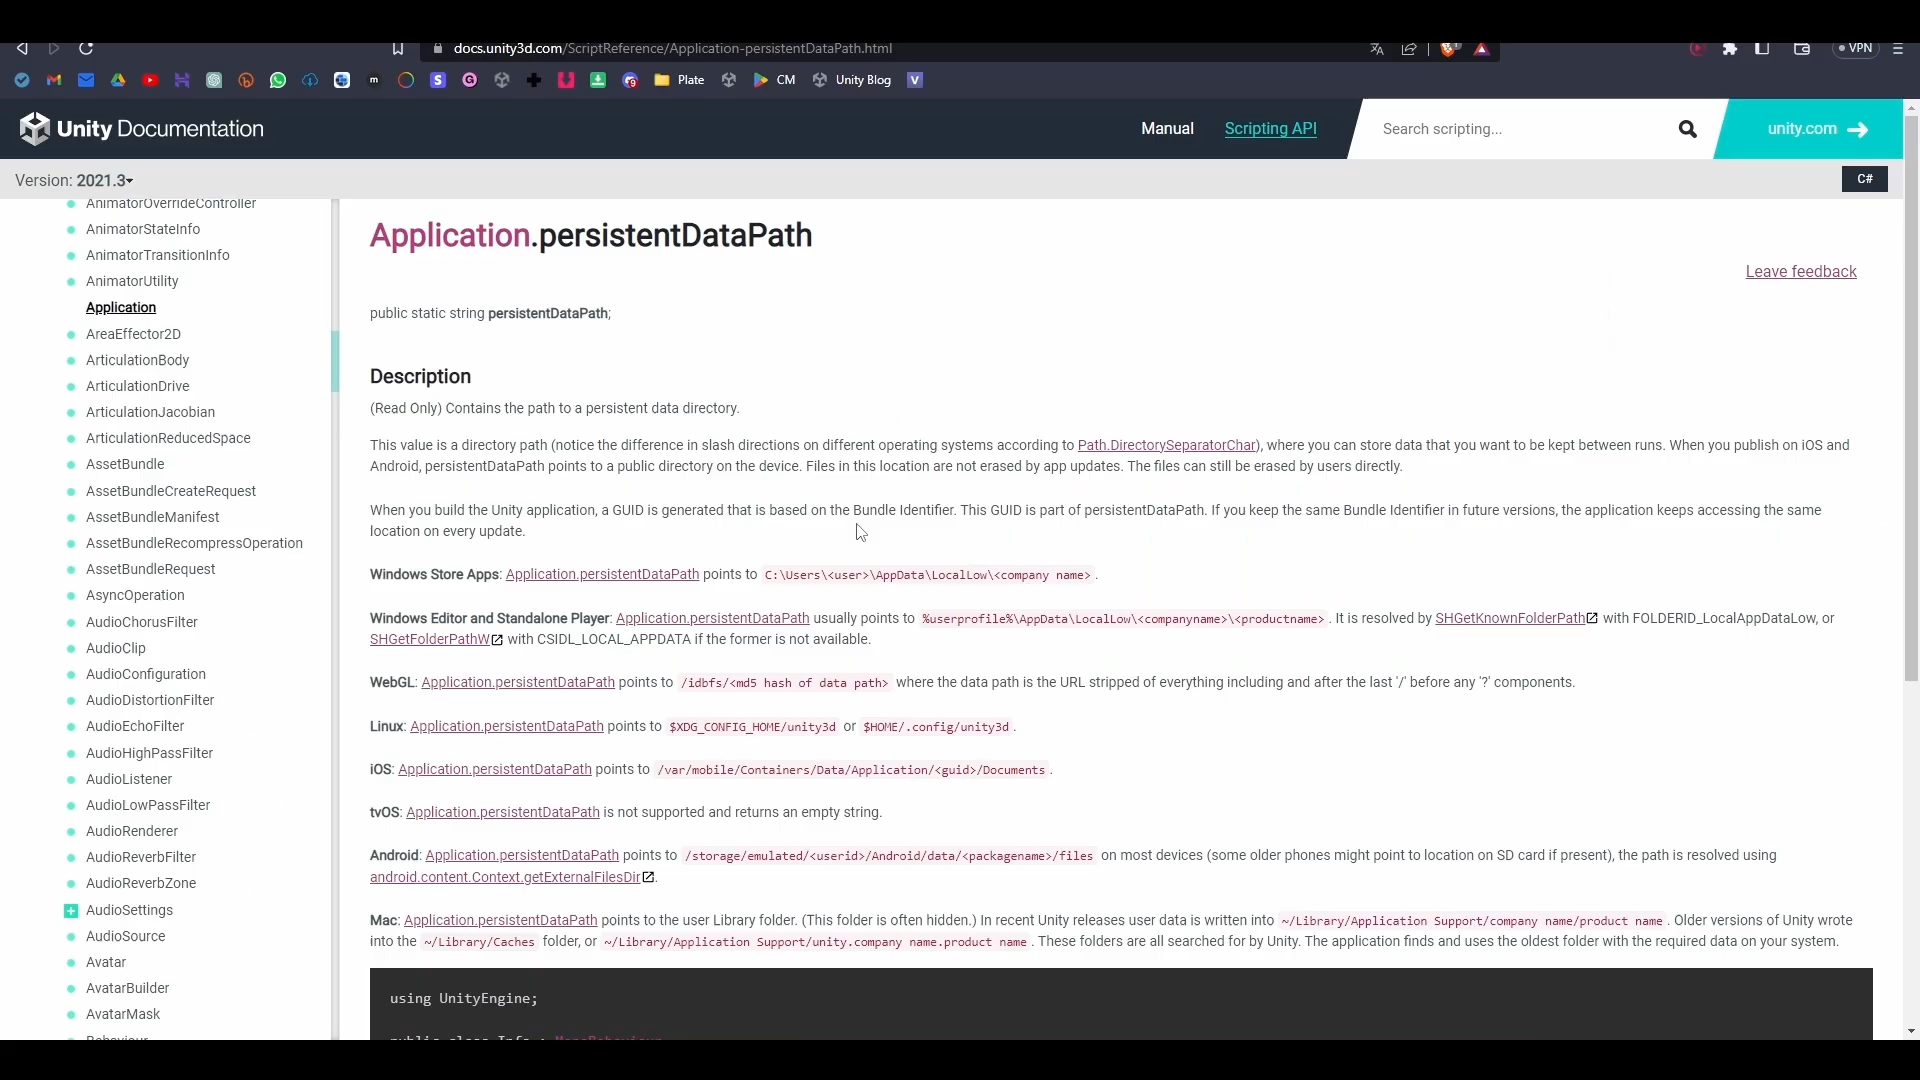 docs.unity3d.com/ScriptReference/Application-persistentDataPath.html
VPN
Plate
CM
Unity Blog
Unity Documentation
Manual
Scripting API
Search scripting...
unity.com
Version: 2021.3
C#
AnimatorOverrideController
AnimatorStateInfo
AnimatorTransitionInfo
AnimatorUtility
Application
AreaEffector2D
ArticulationBody
ArticulationDrive
ArticulationJacobian
ArticulationReducedSpace
AssetBundle
AssetBundleCreateRequest
AssetBundleManifest
AssetBundleRecompressOperation
AssetBundleRequest
AsyncOperation
AudioChorusFilter
AudioClip
AudioConfiguration
AudioDistortionFilter
AudioEchoFilter
AudioHighPassFilter
AudioListener
AudioLowPassFilter
AudioRenderer
AudioReverbFilter
AudioReverbZone
AudioSettings
AudioSource
Avatar
AvatarBuilder
AvatarMask
Application.persistentDataPath
Leave feedback
public static string persistentDataPath;
Description
(Read Only) Contains the path to a persistent data directory.
This value is a directory path (notice the difference in slash directions on different operating systems according to Path.DirectorySeparatorChar), where you can store data that you want to be kept between runs. When you publish on iOS and
Android, persistentDataPath points to a public directory on the device. Files in this location are not erased by app updates. The files can still be erased by users directly.
When you build the Unity application, a GUID is generated that is based on the Bundle Identifier. This GUID is part of persistentDataPath. If you keep the same Bundle Identifier in future versions, the application keeps accessing the same
location on every update.
Windows Store Apps: Application.persistentDataPath points to C:\Users\<user>\AppData\LocalLow\<company name>.
Windows Editor and Standalone Player: Application.persistentDataPath usually points to %userprofile%\AppData\LocalLow\<companyname>\<productname>. It is resolved by SHGetKnownFolderPath with FOLDERID_LocalAppDataLow, or
SHGetFolderPathW with CSIDL_LOCAL_APPDATA if the former is not available.
WebGL: Application.persistentDataPath points to /idbfs/<md5 hash of data path> where the data path is the URL stripped of everything including and after the last '/' before any '?' components.
Linux: Application.persistentDataPath points to $XDG_CONFIG_HOME/unity3d or $HOME/.config/unity3d.
iOS: Application.persistentDataPath points to /var/mobile/Containers/Data/Application/<guid>/Documents.
tvOS: Application.persistentDataPath is not supported and returns an empty string.
Android: Application.persistentDataPath points to /storage/emulated/<userid>/Android/data/<packagename>/files on most devices (some older phones might point to location on SD card if present), the path is resolved using
android.content.Context.getExternalFilesDir.
Mac: Application.persistentDataPath points to the user Library folder. (This folder is often hidden.) In recent Unity releases user data is written into ~/Library/Application Support/company name/product name. Older versions of Unity wrote
into the ~/Library/Caches folder, or ~/Library/Application Support/unity.company name.product name. These folders are all searched for by Unity. The application finds and uses the oldest folder with the required data on your system.
using UnityEngine;